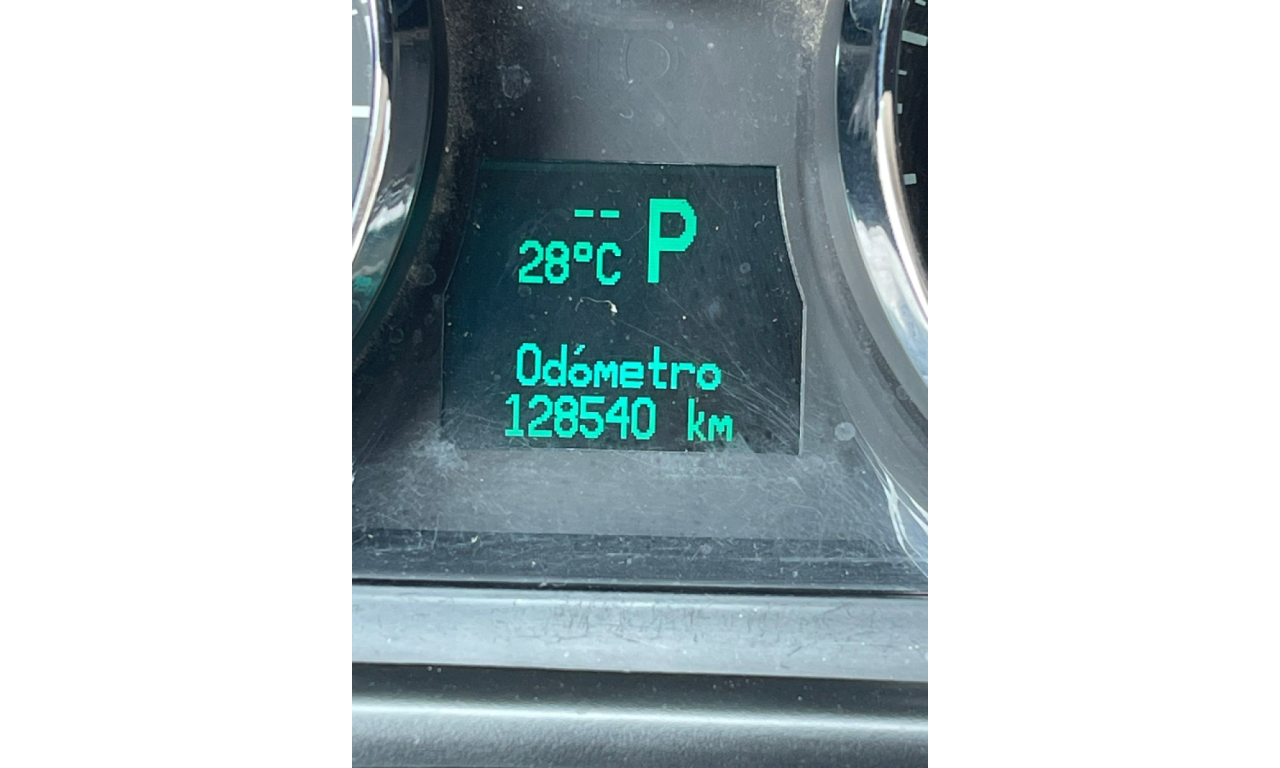 -- P
28°C
Odómetro
128540 km